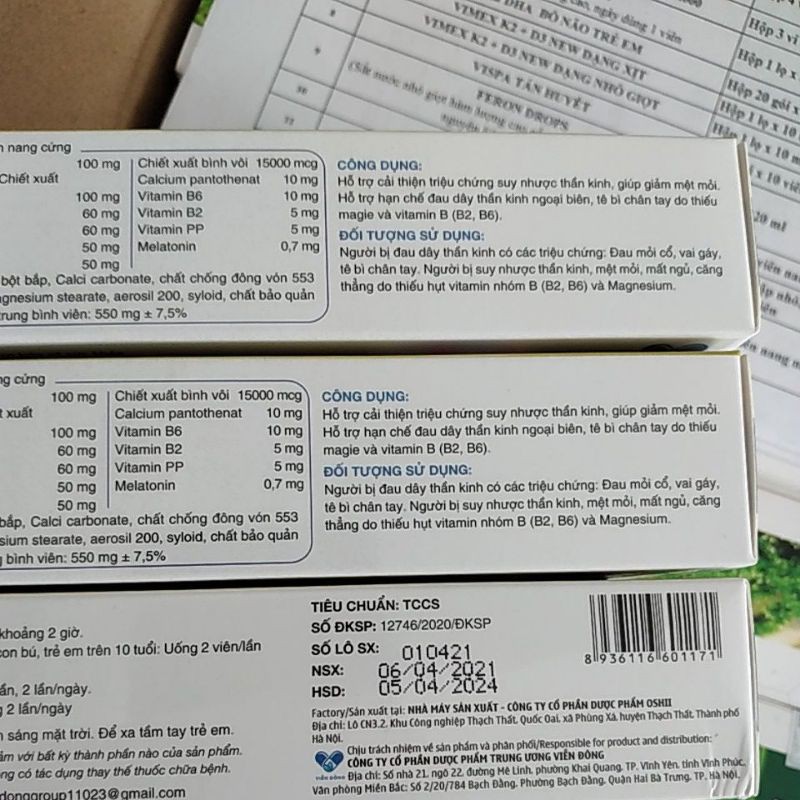 8
DHA BỔ NÃO TRẺ EM
VIMEX K2 + D3 NEW DẠNG XỊT
9
VIMEX K2 + D3 NEW DẠNG NHỎ GIỌT
VISPA TÂN HUYẾT
10
FERON DROPS
11
ngày dùng 1 viên
Hộp 3 vỉ
Hộp 1 lọ x
Hộp 20 gói x
Hộp 1 lọ x 10
nang cứng
100 mg
Chiết xuất
100 mg
60 mg
60 mg
50 mg
50 mg
Chiết xuất bình vôi 15000 mcg
Calcium pantothenat 10 mg
Vitamin B6 10 mg
Vitamin B2 5 mg
Vitamin PP 5 mg
Melatonin 0,7 mg
bột bắp, Calci carbonate, chất chống đông vón 553
gnesium stearate, aerosil 200, syloid, chất bảo quản
trung bình viên: 550 mg ± 7,5%
CÔNG DỤNG:
Hỗ trợ cải thiện triệu chứng suy nhược thần kinh, giúp giảm mệt mỏi.
Hỗ trợ hạn chế đau dây thần kinh ngoại biên, tê bì chân tay do thiếu
magie và vitamin B (B2, B6).
ĐỐI TƯỢNG SỬ DỤNG:
Người bị đau dây thần kinh có các triệu chứng: Đau mỏi cổ, vai gáy,
tê bì chân tay. Người bị suy nhược thần kinh, mệt mỏi, mất ngủ, căng
thẳng do thiếu hụt vitamin nhóm B (B2, B6) và Magnesium.
ng cứng
100 mg
t xuất
100 mg
60 mg
60 mg
50 mg
50 mg
Chiết xuất bình vôi 15000 mcg
Calcium pantothenat 10 mg
Vitamin B6 10 mg
Vitamin B2 5 mg
Vitamin PP 5 mg
Melatonin 0,7 mg
bắp, Calci carbonate, chất chống đông vón 553
sium stearate, aerosil 200, syloid, chất bảo quản
g bình viên: 550 mg ± 7,5%
CÔNG DỤNG:
Hỗ trợ cải thiện triệu chứng suy nhược thần kinh, giúp giảm mệt mỏi.
Hỗ trợ hạn chế đau dây thần kinh ngoại biên, tê bì chân tay do thiếu
magie và vitamin B (B2, B6).
ĐỐI TƯỢNG SỬ DỤNG:
Người bị đau dây thần kinh có các triệu chứng: Đau mỏi cổ, vai gáy,
tê bì chân tay. Người bị suy nhược thần kinh, mệt mỏi, mất ngủ, căng
thẳng do thiếu hụt vitamin nhóm B (B2, B6) và Magnesium.
khoảng 2 giờ.
con bú, trẻ em trên 10 tuổi: Uống 2 viên/lần
ần, 2 lần/ngày.
g 2 lần/ngày
n sáng mặt trời. Để xa tầm tay trẻ em.
ảm với bất kỳ thành phần nào của sản phẩm.
ng có tác dụng thay thế thuốc chữa bệnh.
donggroup11023@gmail.com
TIÊU CHUẨN: TCCS
SỐ ĐKSP: 12746/2020/ĐKSP
SỐ LÔ SX: 010421
NSX: 06/04/2021
HSD: 05/04/2024
8 936116 601171
Factory/Sản xuất tại: NHÀ MÁY SẢN XUẤT - CÔNG TY CỔ PHẦN DƯỢC PHẨM OSHII
Địa chỉ: Lô CN3.2, Khu Công nghiệp Thạch Thất, Quốc Oai, xã Phùng Xá, huyện Thạch Thất, Thành phố
Hà Nội.
Chịu trách nhiệm về sản phẩm và phân phối/Responsible for product and distribution:
CÔNG TY CỔ PHẦN DƯỢC PHẨM TRUNG ƯƠNG VIỄN ĐÔNG
VIỄN ĐÔNG
Địa chỉ: Số nhà 21, ngõ 22, đường Mê Linh, phường Khai Quang, TP. Vĩnh Yên, tỉnh Vĩnh Phúc.
Văn phòng Miền Bắc: Số 2/20/784 Bạch Đằng, Phường Bạch Đằng, Quận Hai Bà Trưng, TP. Hà Nội.